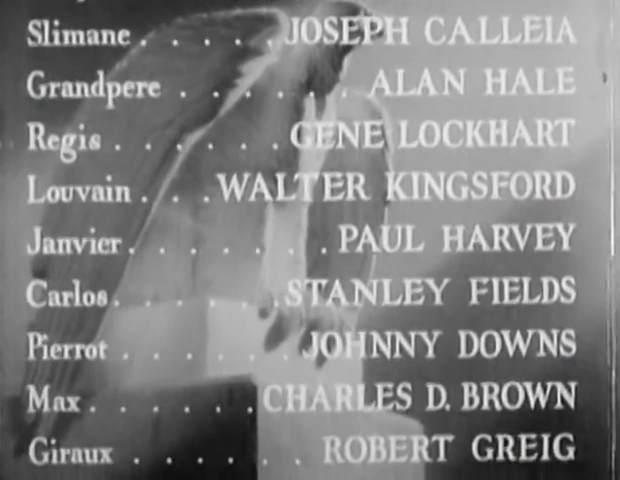 Slimane . . . . . JOSEPH CALLEIA
Grandpere . . . . . . ALAN HALE
Regis . . . . . . GENE LOCKHART
Louvain . . . WALTER KINGSFORD
Janvier . . . . . . . PAUL HARVEY
Carlos . . . . . STANLEY FIELDS
Pierrot . . . . . . JOHNNY DOWNS
Max . . . . . . CHARLES D. BROWN
Giraux . . . . . . ROBERT GREIG